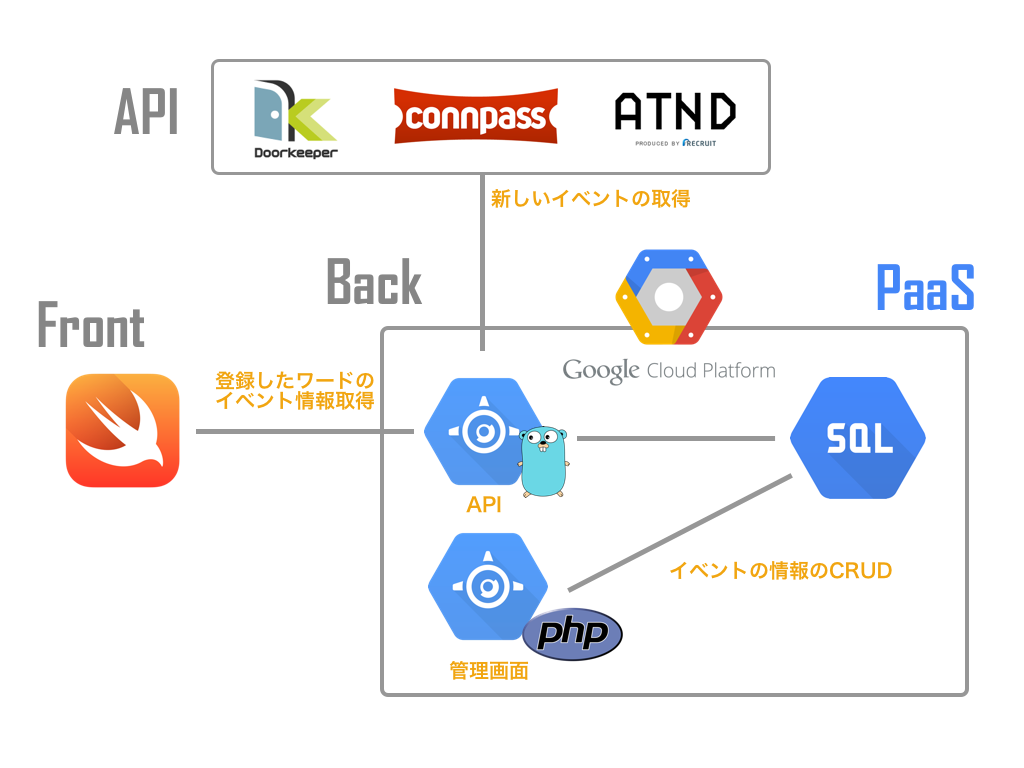 API
Doorkeeper
connpass
ATND
PRODUCED BY RECRUIT
新しいイベントの取得
Back
PaaS
Front
Google Cloud Platform
登録したワードの
イベント情報取得
SQL
API
イベントの情報のCRUD
php
管理画面